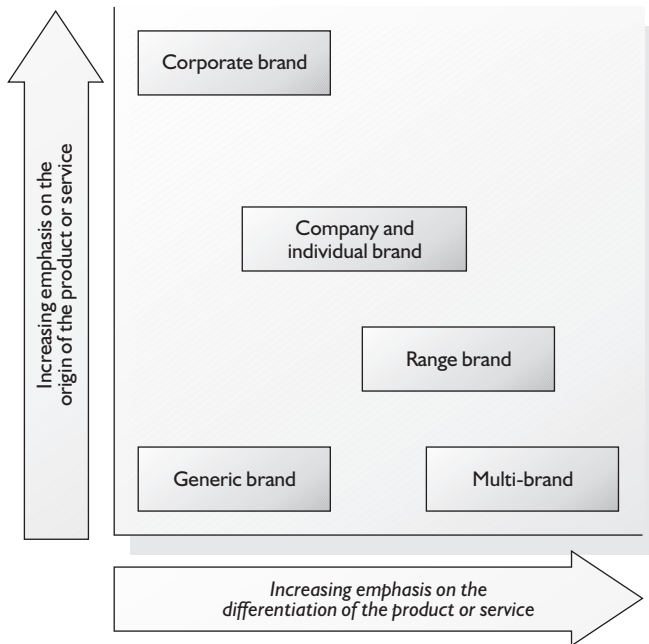 Corporate brand
Increasing emphasis on the
origin of the product or service
Company and
individual brand
Range brand
Generic brand
Multi-brand
Increasing emphasis on the
differentiation of the product or service